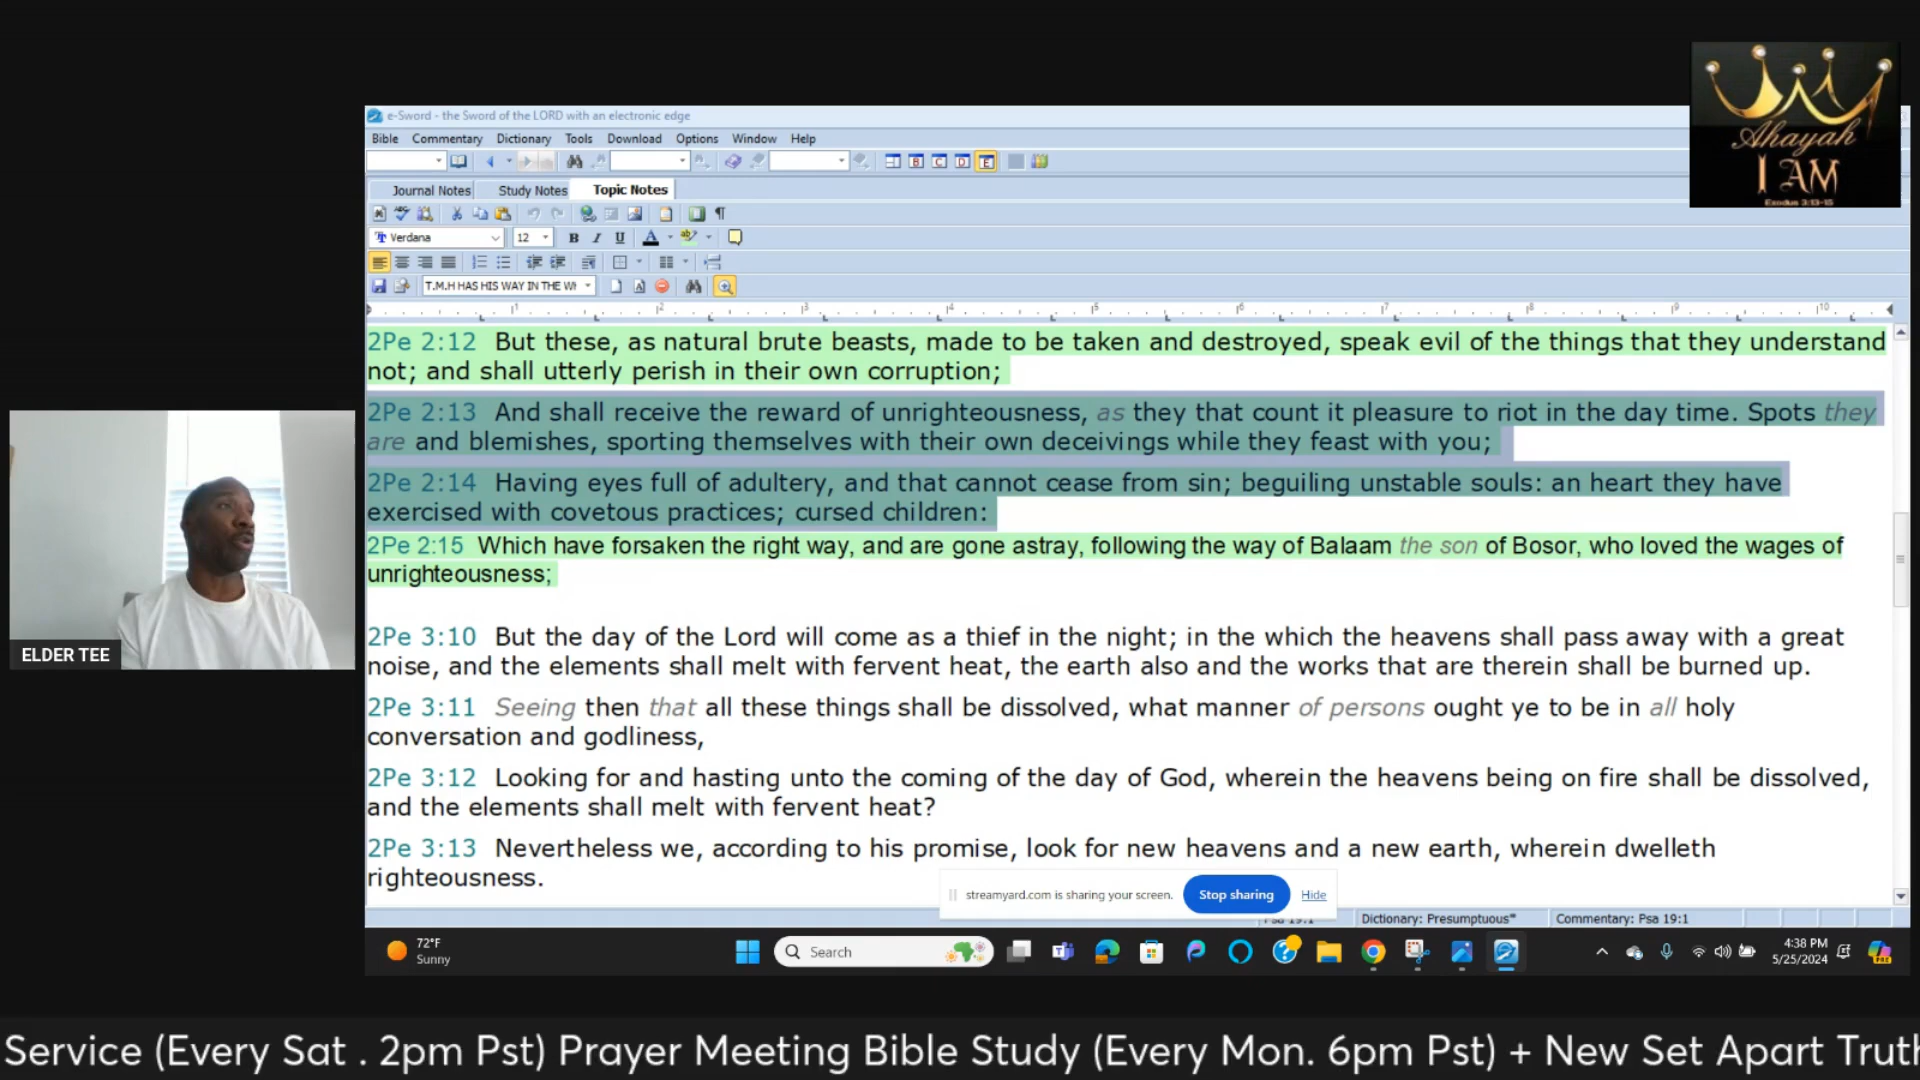 Ahayah
I AM
Exodus 3:13-15
e-Sword - the Sword of the LORD with an electronic edge
Bible Commentary Dictionary Tools Download Options Window Help
B C D E
Journal Notes Study Notes Topic Notes
Verdana 12 B I U A
T.M.H HAS HIS WAY IN THE
1 2 3 4 5 6 7 8 9 10
2Pe 2:12 But these, as natural brute beasts, made to be taken and destroyed, speak evil of the things that they understand
not; and shall utterly perish in their own corruption;
2Pe 2:13 And shall receive the reward of unrighteousness, as they that count it pleasure to riot in the day time. Spots they
are and blemishes, sporting themselves with their own deceivings while they feast with you;
2Pe 2:14 Having eyes full of adultery, and that cannot cease from sin; beguiling unstable souls: an heart they have
exercised with covetous practices; cursed children:
2Pe 2:15 Which have forsaken the right way, and are gone astray, following the way of Balaam the son of Bosor, who loved the wages of
unrighteousness;
2Pe 3:10 But the day of the Lord will come as a thief in the night; in the which the heavens shall pass away with a great
noise, and the elements shall melt with fervent heat, the earth also and the works that are therein shall be burned up.
2Pe 3:11 Seeing then that all these things shall be dissolved, what manner of persons ought ye to be in all holy
conversation and godliness,
2Pe 3:12 Looking for and hasting unto the coming of the day of God, wherein the heavens being on fire shall be dissolved,
and the elements shall melt with fervent heat?
2Pe 3:13 Nevertheless we, according to his promise, look for new heavens and a new earth, wherein dwelleth
righteousness.
ELDER TEE
streamyard.com is sharing your screen. Stop sharing Hide
Dictionary: Presumptuous* Commentary: Psa 19:1
72°F
Sunny
Search
4:38 PM
5/25/2024
Service (Every Sat . 2pm Pst) Prayer Meeting Bible Study (Every Mon. 6pm Pst) + New Set Apart Truth